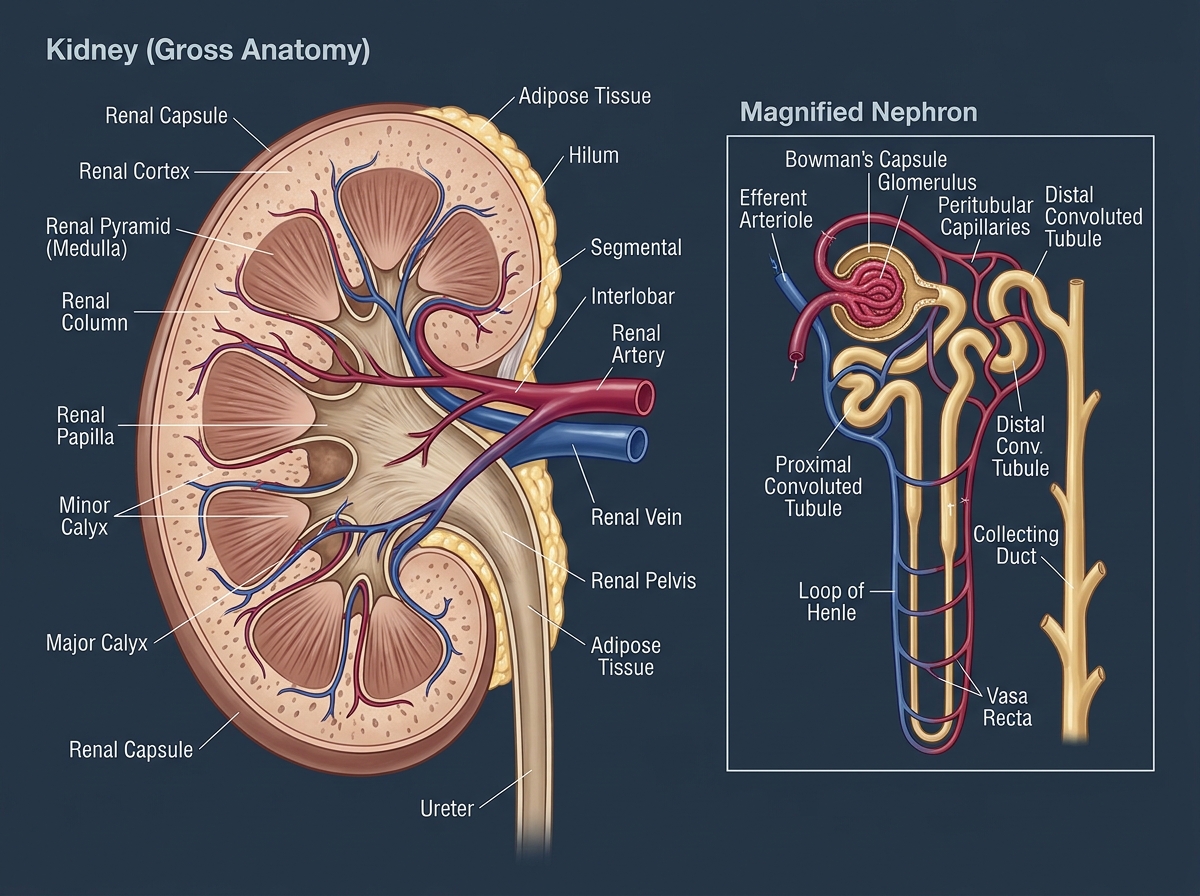 Kidney (Gross Anatomy)
Renal Capsule
Renal Cortex
Renal Pyramid
(Medulla)
Renal
Column
Renal
Papilla
Minor
Calyx
Major Calyx
Renal Capsule
Adipose Tissue
Hilum
Segmental
Interlobar
Renal
Artery
Renal Vein
Renal Pelvis
Adipose
Tissue
Ureter
Magnified Nephron
Bowman's Capsule
Glomerulus
Efferent
Arteriole
Peritubular
Capillaries
Distal
Convoluted
Tubule
Proximal
Convoluted
Tubule
Distal
Conv.
Tubule
Collecting
Duct
Loop of
Henle
Vasa
Recta